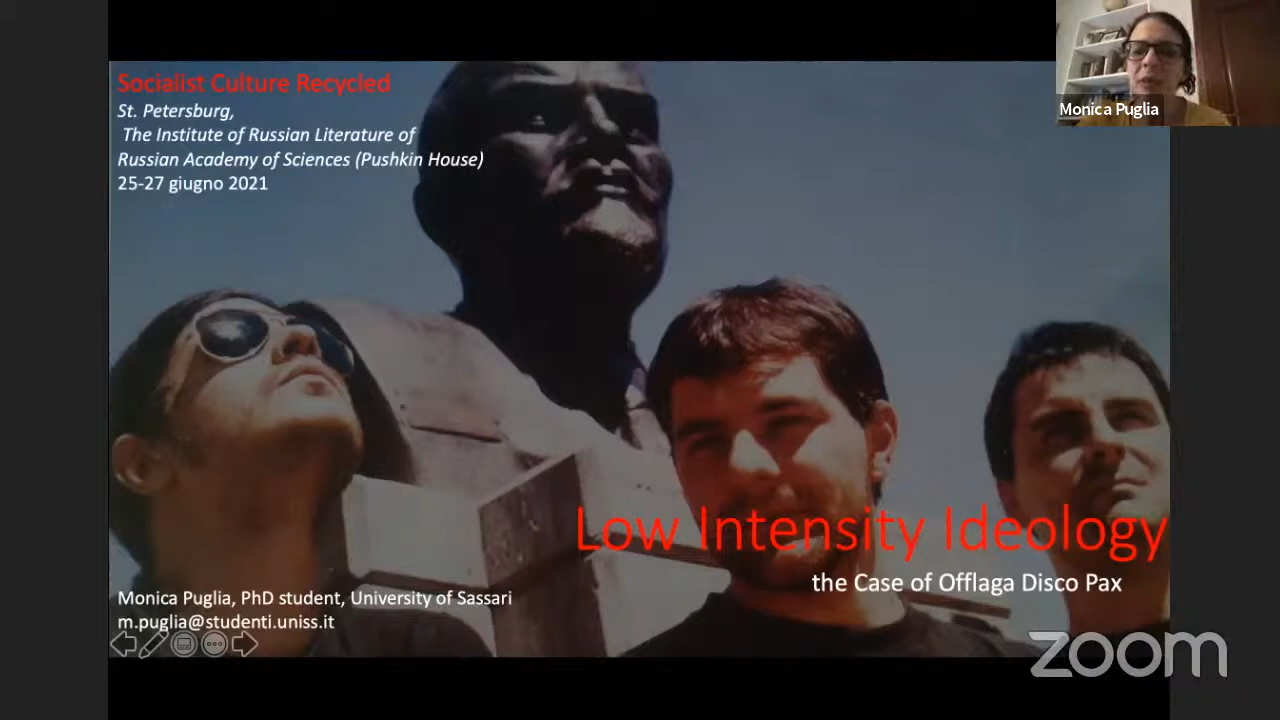 Socialist Culture Recycled
St. Petersburg,
The Institute of Russian Literature of
Russian Academy of Sciences (Pushkin House)
25-27 giugno 2021
Monica Puglia
Low Intensity Ideology
the Case of Offlaga Disco Pax
Monica Puglia, PhD student, University of Sassari
m.puglia@studenti.uniss.it
zoom